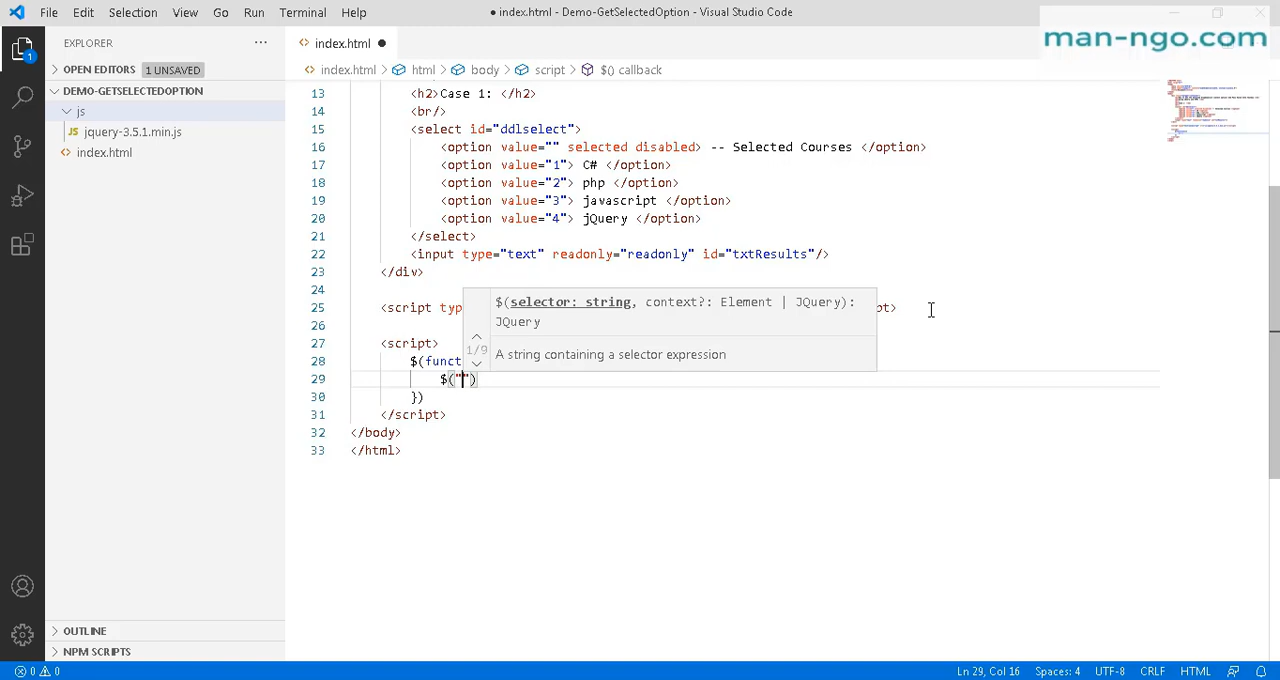 File Edit Selection View Go Run Terminal Help
● index.html - Demo-GetSelectedOption - Visual Studio Code
man-ngo.com
EXPLORER ···
OPEN EDITORS 1 UNSAVED
DEMO-GETSELECTEDOPTION
js
jquery-3.5.1.min.js
index.html
OUTLINE
NPM SCRIPTS
1
index.html ●
index.html > html > body > script > $() callback
13 <h2>Case 1: </h2>
14 <br/>
15 <select id="ddlselect">
16 <option value="" selected disabled> -- Selected Courses </option>
17 <option value="1"> C# </option>
18 <option value="2"> php </option>
19 <option value="3"> javascript </option>
20 <option value="4"> jQuery </option>
21 </select>
22 <input type="text" readonly="readonly" id="txtResults"/>
23 </div>
24
25 <script typ pt>
26
27 <script>
28 $(funct
29 $("")
30 })
31 </script>
32 </body>
33 </html>
$(selector: string, context?: Element | JQuery):
JQuery
1/9
A string containing a selector expression
0 0 Ln 29, Col 16 Spaces: 4 UTF-8 CRLF HTML